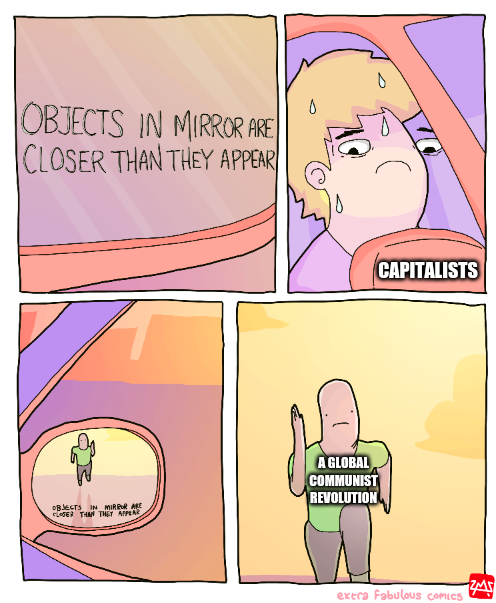 OBJECTS IN MIRROR ARE
CLOSER THAN THEY APPEAR
CAPITALISTS
OBJECTS IN MIRROR ARE
CLOSER THAN THEY APPEAR
A GLOBAL
COMMUNIST
REVOLUTION
ZMS
extra fabulous comics